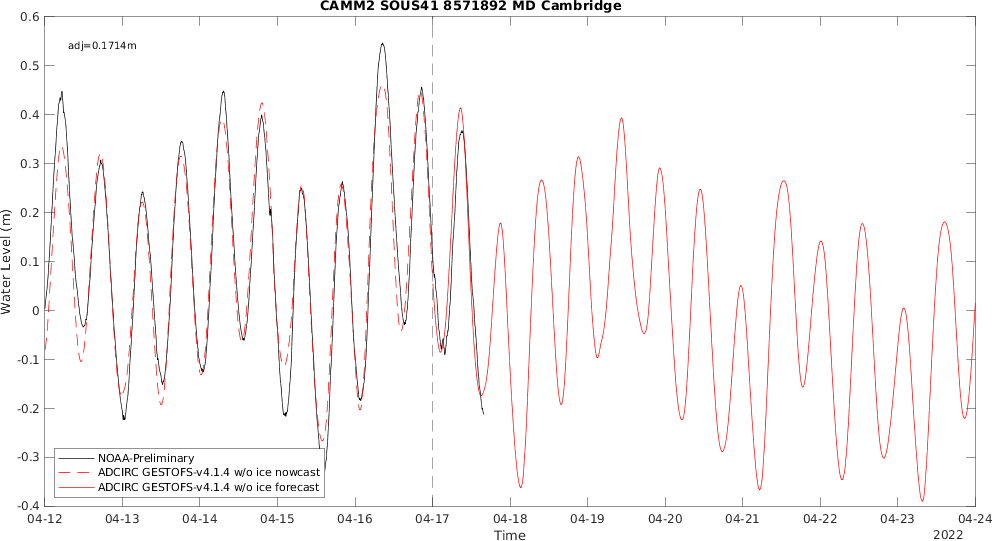 CAMM2 SOUS41 8571892 MD Cambridge
adj=0.1714m
0.6
0.5
0.4
0.3
0.2
0.1
0
-0.1
-0.2
-0.3
-0.4
Water Level (m)
NOAA-Preliminary
ADCIRC GESTOFS-v4.1.4 w/o ice nowcast
ADCIRC GESTOFS-v4.1.4 w/o ice forecast
04-12 04-13 04-14 04-15 04-16 04-17 04-18 04-19 04-20 04-21 04-22 04-23 04-24
Time
2022